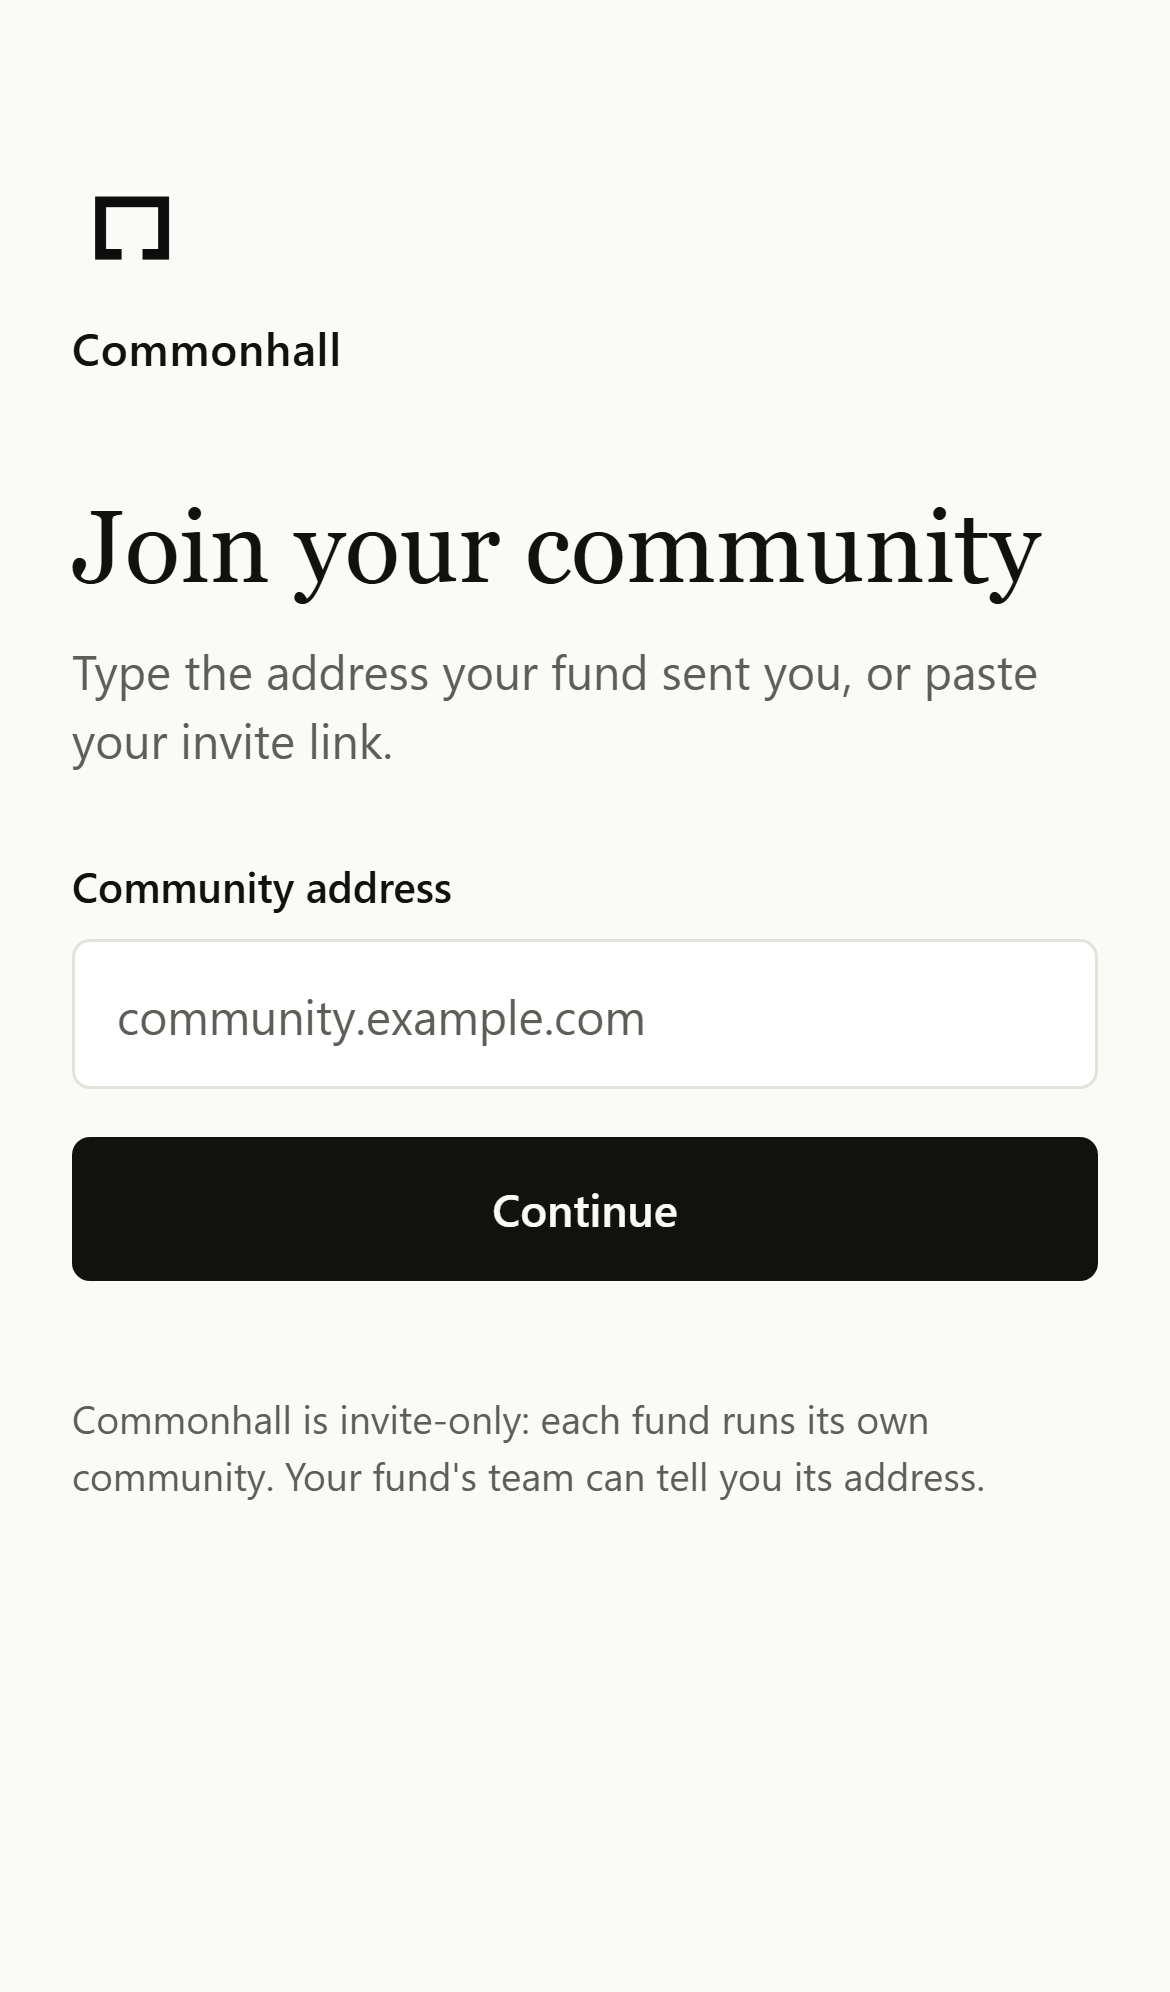 Commonhall
Join your community
Type the address your fund sent you, or paste
your invite link.
Community address
community.example.com
Continue
Commonhall is invite-only: each fund runs its own
community. Your fund's team can tell you its address.